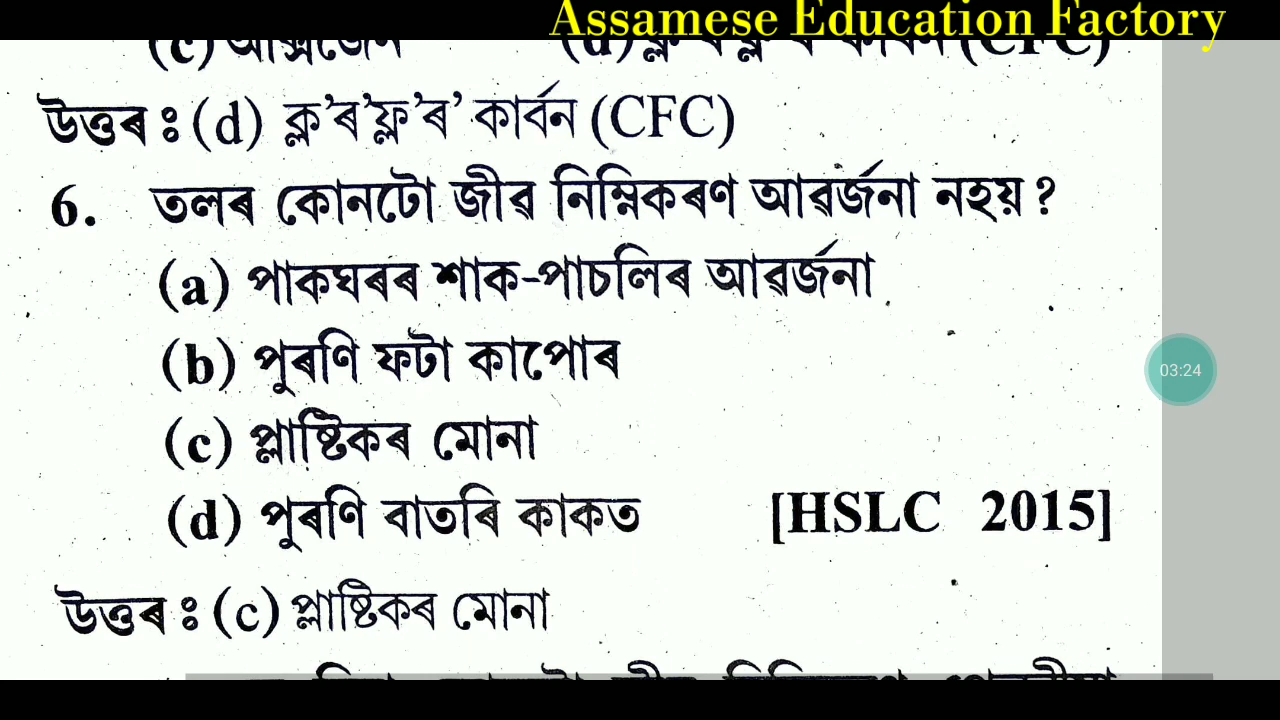 Assamese Education Factory
উত্তৰ ঃ (d) ক্ল'ৰ'ফ্ল'ৰ' কাৰ্বন (CFC)
6. তলৰ কোনটো জীৱ নিম্নিকৰণ আৱৰ্জনা নহয় ?
(a) পাকঘৰৰ শাক-পাচলিৰ আৱৰ্জনা
(b) পুৰণি ফটা কাপোৰ
(c) প্লাষ্টিকৰ মোনা
(d) পুৰণি বাতৰি কাকত [HSLC 2015]
03:24
উত্তৰ ঃ (c) প্লাষ্টিকৰ মোনা